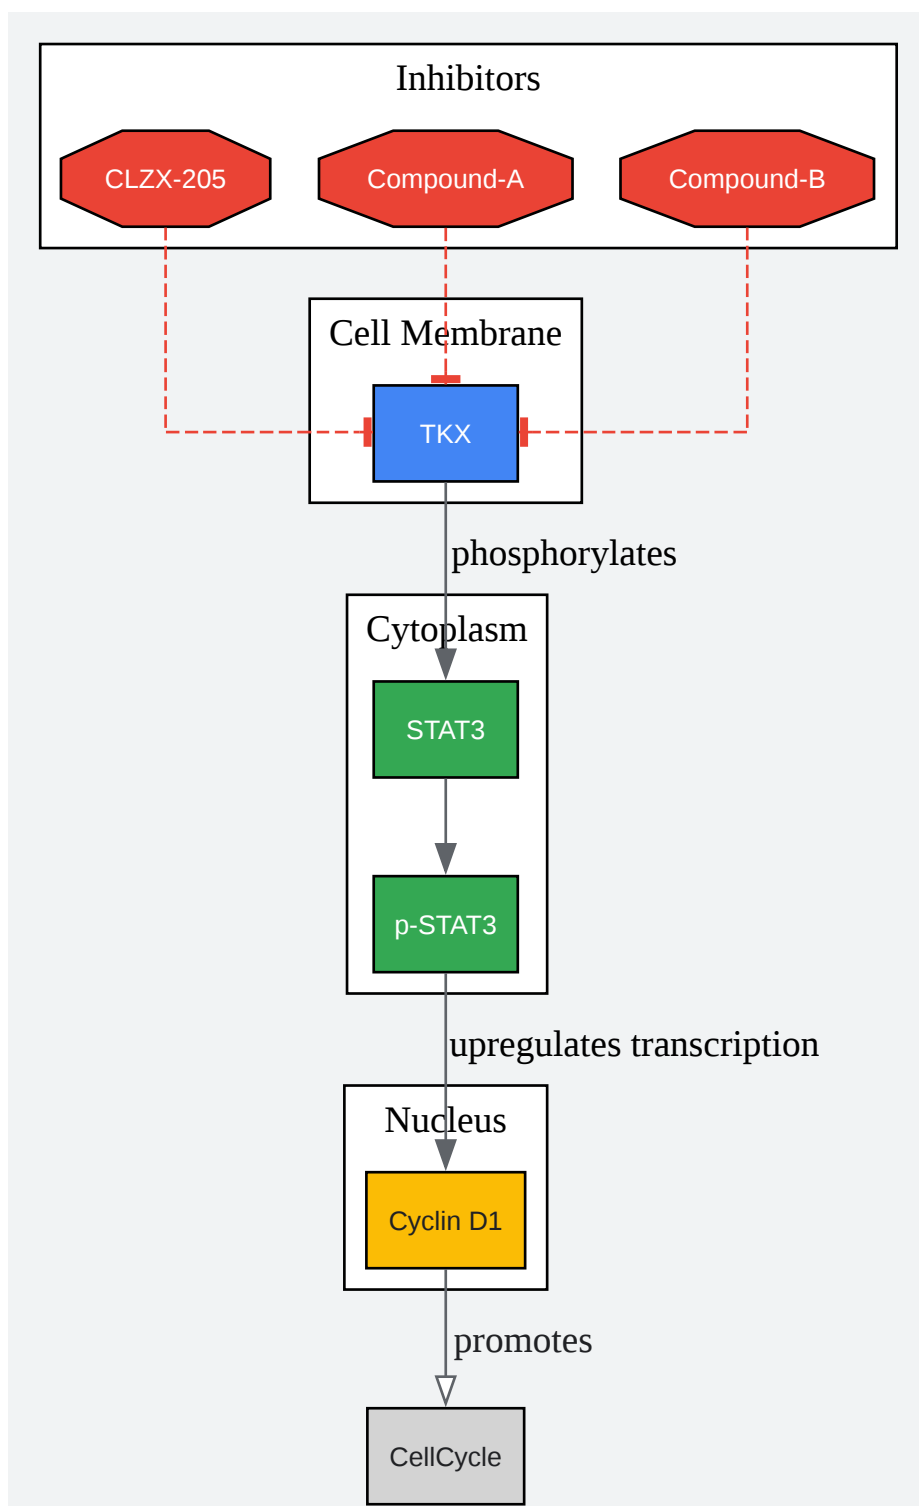 Inhibitors
CLZX-205
Compound-A
Compound-B
Cell Membrane
TKX
phosphorylates
Cytoplasm
STAT3
p-STAT3
upregulates transcription
Nucleus
Cyclin D1
promotes
CellCycle